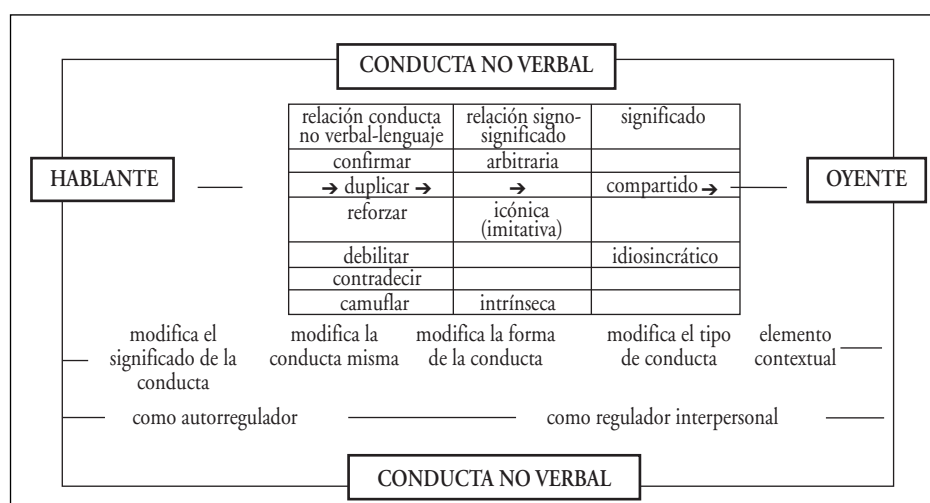 CONDUCTA NO VERBAL
relación conducta no verbal-lenguaje
relación signo-significado
significado
confirmar
arbitraria
HABLANTE
➔ duplicar ➔
➔
compartido ➔
OYENTE
reforzar
icónica (imitativa)
debilitar
idiosincrático
contradecir
camuflar
intrínseca
modifica el significado de la conducta
modifica la conducta misma
modifica la forma de la conducta
modifica el tipo de conducta
elemento contextual
como autorregulador
como regulador interpersonal
CONDUCTA NO VERBAL